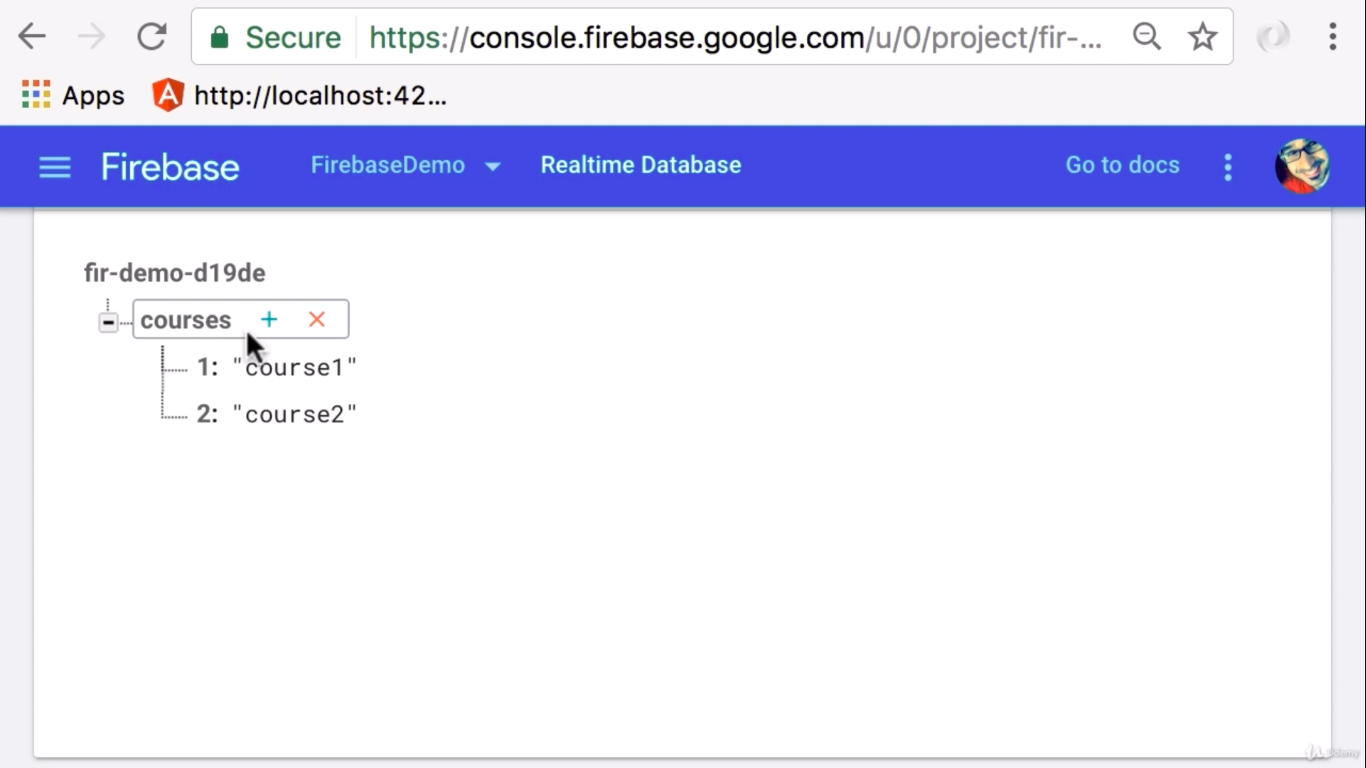 Secure https://console.firebase.google.com/u/0/project/fir-...
Apps http://localhost:42...
Firebase FirebaseDemo Realtime Database Go to docs
fir-demo-d19de
courses
1: "course1"
2: "course2"
Udemy